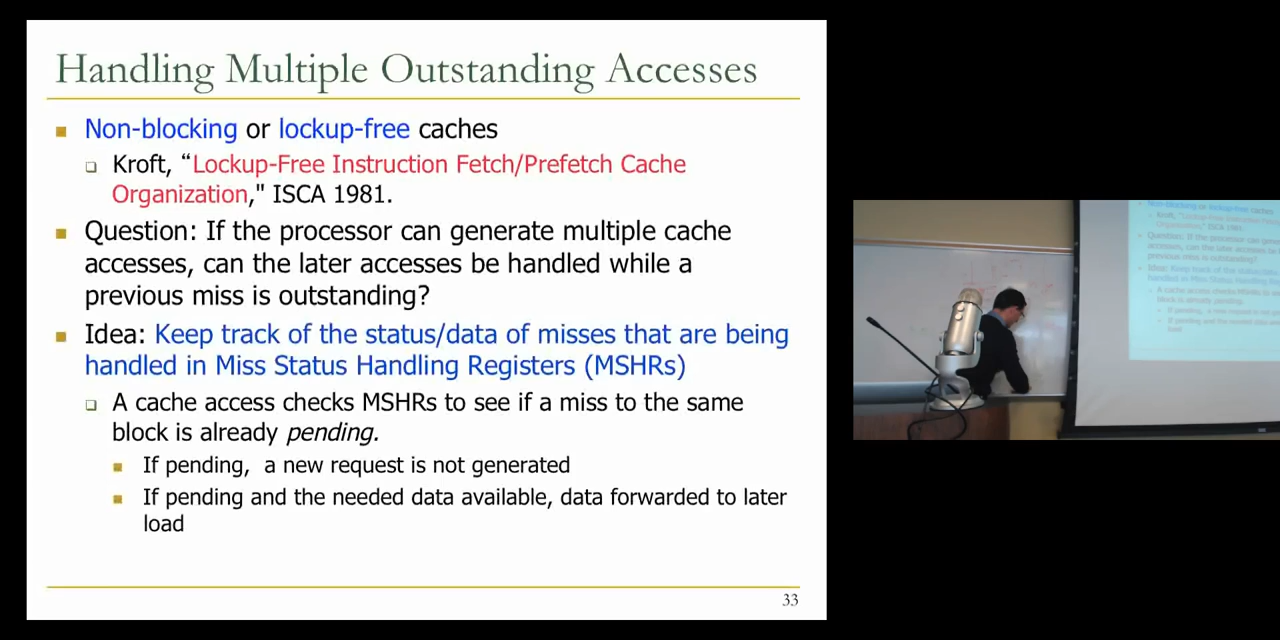 Handling Multiple Outstanding Accesses
Non-blocking or lockup-free caches
Kroft, “Lockup-Free Instruction Fetch/Prefetch Cache
Organization," ISCA 1981.
Question: If the processor can generate multiple cache
accesses, can the later accesses be handled while a
previous miss is outstanding?
Idea: Keep track of the status/data of misses that are being
handled in Miss Status Handling Registers (MSHRs)
A cache access checks MSHRs to see if a miss to the same
block is already pending.
If pending, a new request is not generated
If pending and the needed data available, data forwarded to later
load
33